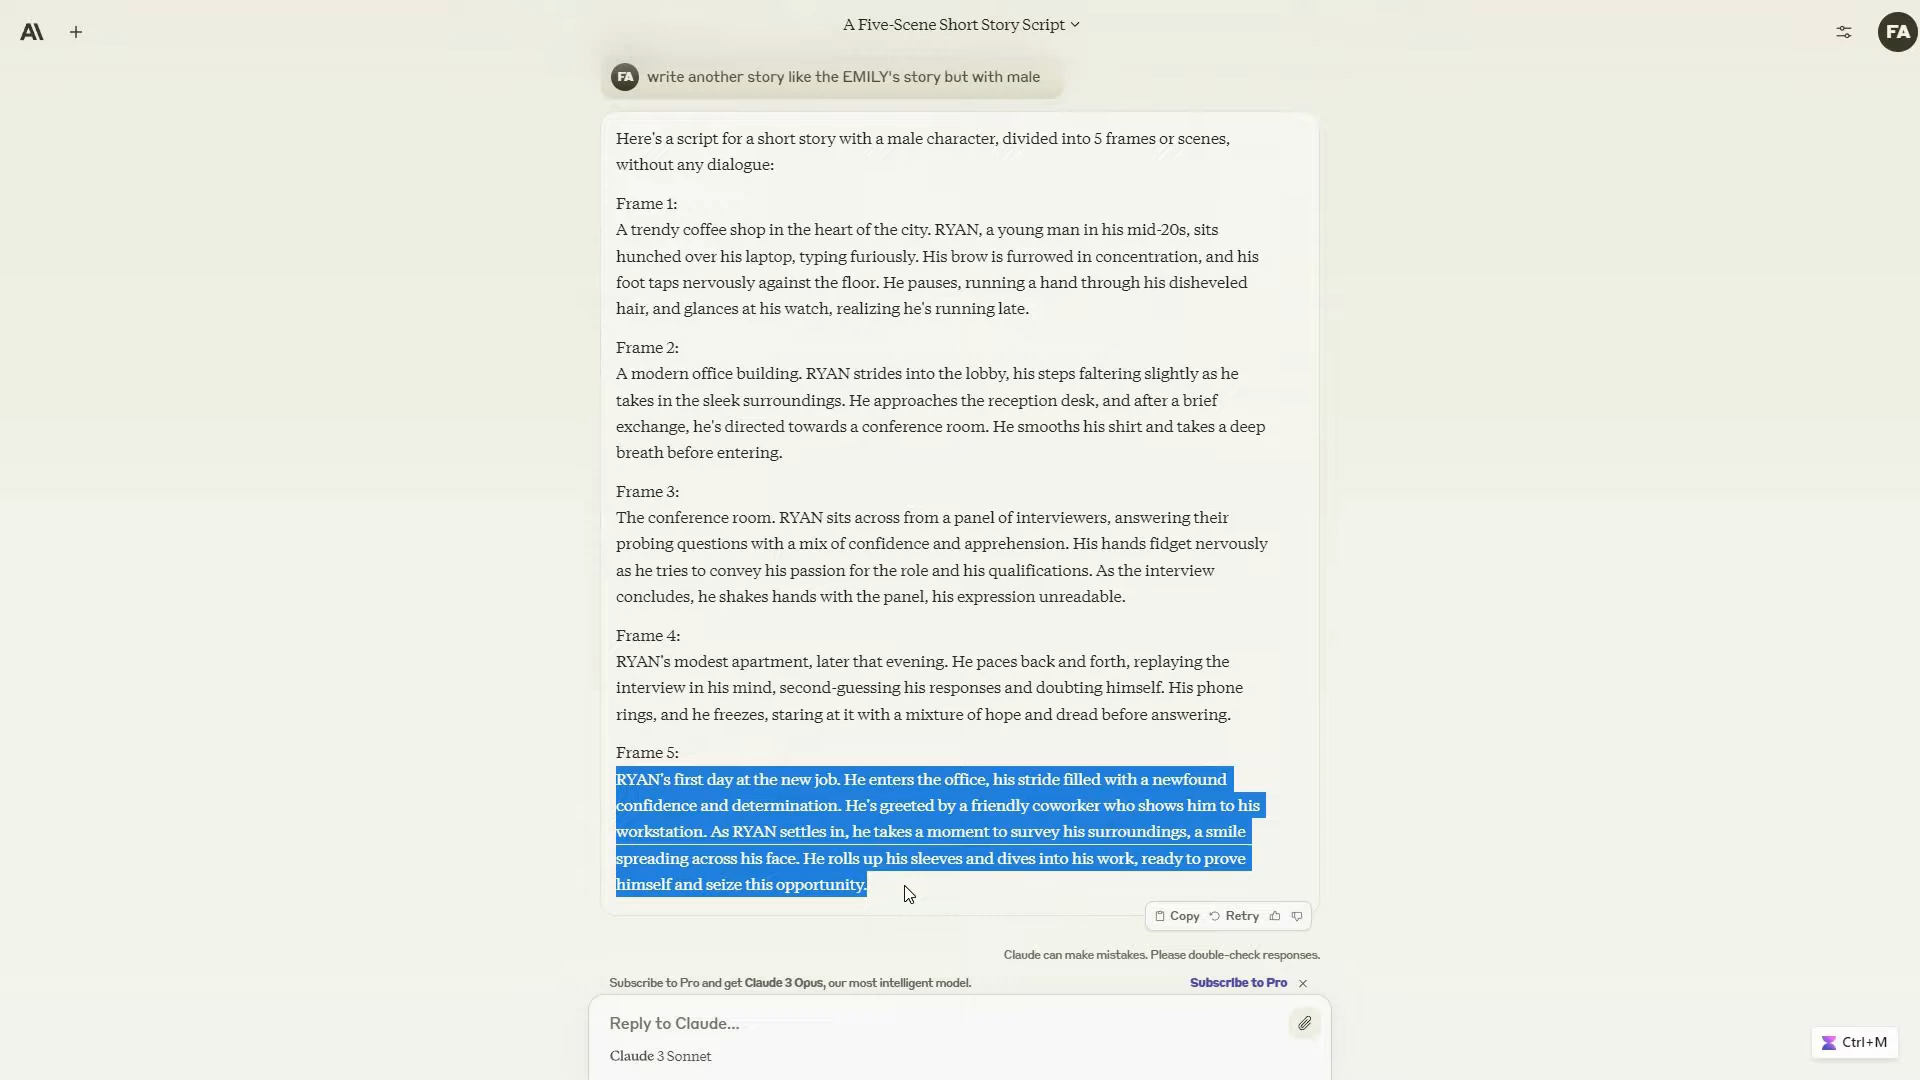 A Five-Scene Short Story Script
FA
FA write another story like the EMILY's story but with male
Here's a script for a short story with a male character, divided into 5 frames or scenes,
without any dialogue:
Frame 1:
A trendy coffee shop in the heart of the city. RYAN, a young man in his mid-20s, sits
hunched over his laptop, typing furiously. His brow is furrowed in concentration, and his
foot taps nervously against the floor. He pauses, running a hand through his disheveled
hair, and glances at his watch, realizing he's running late.
Frame 2:
A modern office building. RYAN strides into the lobby, his steps faltering slightly as he
takes in the sleek surroundings. He approaches the reception desk, and after a brief
exchange, he's directed towards a conference room. He smooths his shirt and takes a deep
breath before entering.
Frame 3:
The conference room. RYAN sits across from a panel of interviewers, answering their
probing questions with a mix of confidence and apprehension. His hands fidget nervously
as he tries to convey his passion for the role and his qualifications. As the interview
concludes, he shakes hands with the panel, his expression unreadable.
Frame 4:
RYAN's modest apartment, later that evening. He paces back and forth, replaying the
interview in his mind, second-guessing his responses and doubting himself. His phone
rings, and he freezes, staring at it with a mixture of hope and dread before answering.
Frame 5:
RYAN's first day at the new job. He enters the office, his stride filled with a newfound
confidence and determination. He's greeted by a friendly coworker who shows him to his
workstation. As RYAN settles in, he takes a moment to survey his surroundings, a smile
spreading across his face. He rolls up his sleeves and dives into his work, ready to prove
himself and seize this opportunity.
Copy Retry
Claude can make mistakes. Please double-check responses.
Subscribe to Pro and get Claude 3 Opus, our most intelligent model. Subscribe to Pro
Reply to Claude...
Claude 3 Sonnet
Ctrl+M